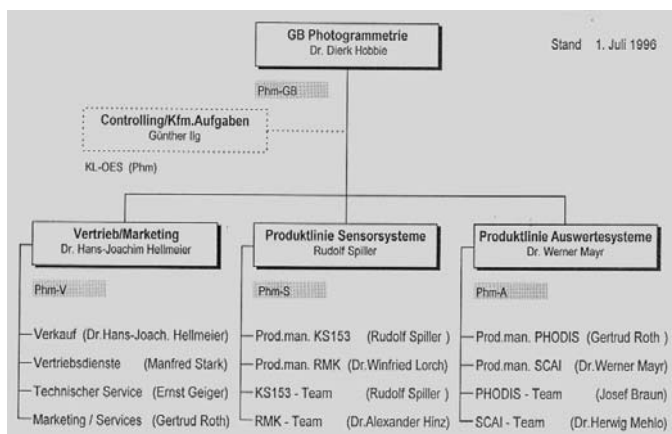 GB Photogrammetrie
Dr. Dierk Hobbie
Stand 1. Juli 1996
Phm-GB
Controlling/Kfm.Aufgaben
Günther Ilg
KL-OES (Phm)
Vertrieb/Marketing
Dr. Hans-Joachim Hellmeier
Phm-V
Verkauf (Dr.Hans-Joach. Hellmeier)
Vertriebsdienste (Manfred Stark)
Technischer Service (Ernst Geiger)
Marketing / Services (Gertrud Roth)
Produktlinie Sensorsysteme
Rudolf Spiller
Phm-S
Prod.man. KS153 (Rudolf Spiller )
Prod.man. RMK (Dr.Winfried Lorch)
KS153 - Team (Rudolf Spiller )
RMK - Team (Dr.Alexander Hinz)
Produktlinie Auswertesysteme
Dr. Werner Mayr
Phm-A
Prod.man. PHODIS (Gertrud Roth )
Prod.man. SCAI (Dr.Werner Mayr)
PHODIS - Team (Josef Braun)
SCAI - Team (Dr.Herwig Mehlo)